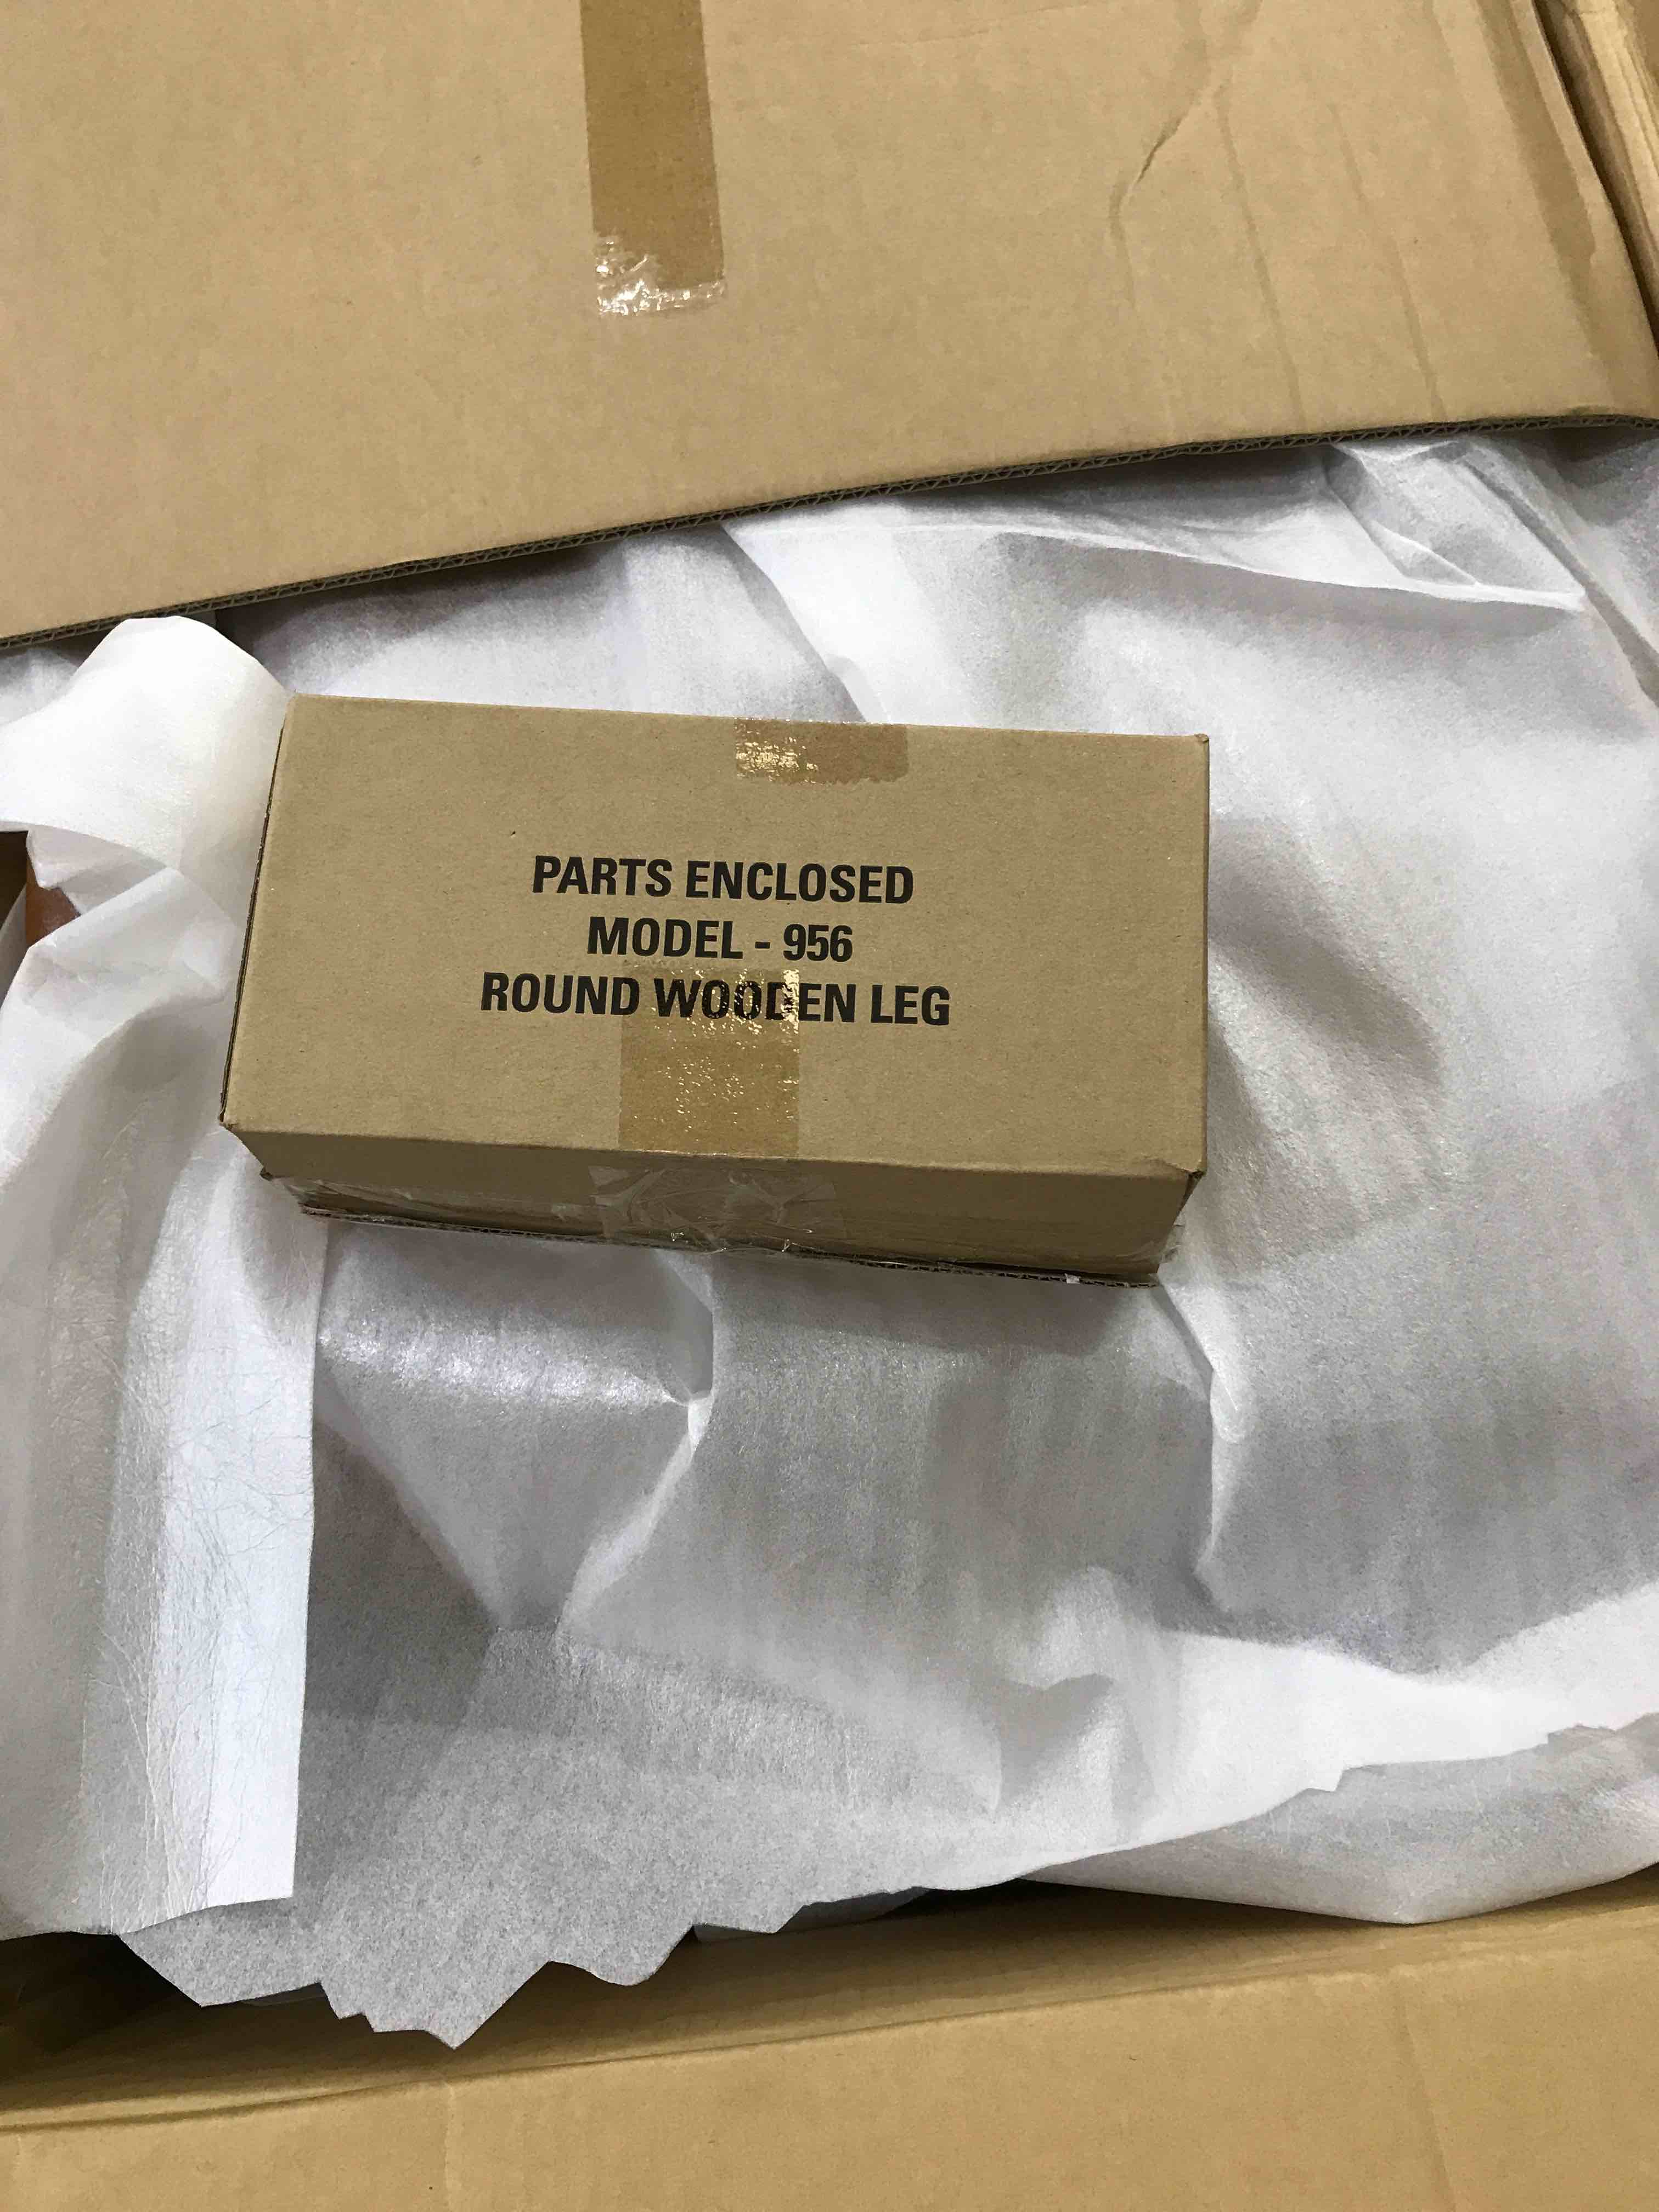 PARTS ENCLOSED
MODEL - 956
ROUND WOODEN LEG